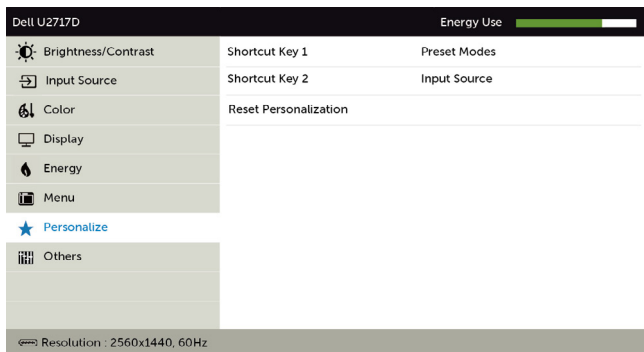 Dell U2717D Energy Use
Brightness/Contrast Shortcut Key 1 Preset Modes
Input Source Shortcut Key 2 Input Source
Color Reset Personalization
Display
Energy
Menu
Personalize
Others
Resolution : 2560x1440, 60Hz